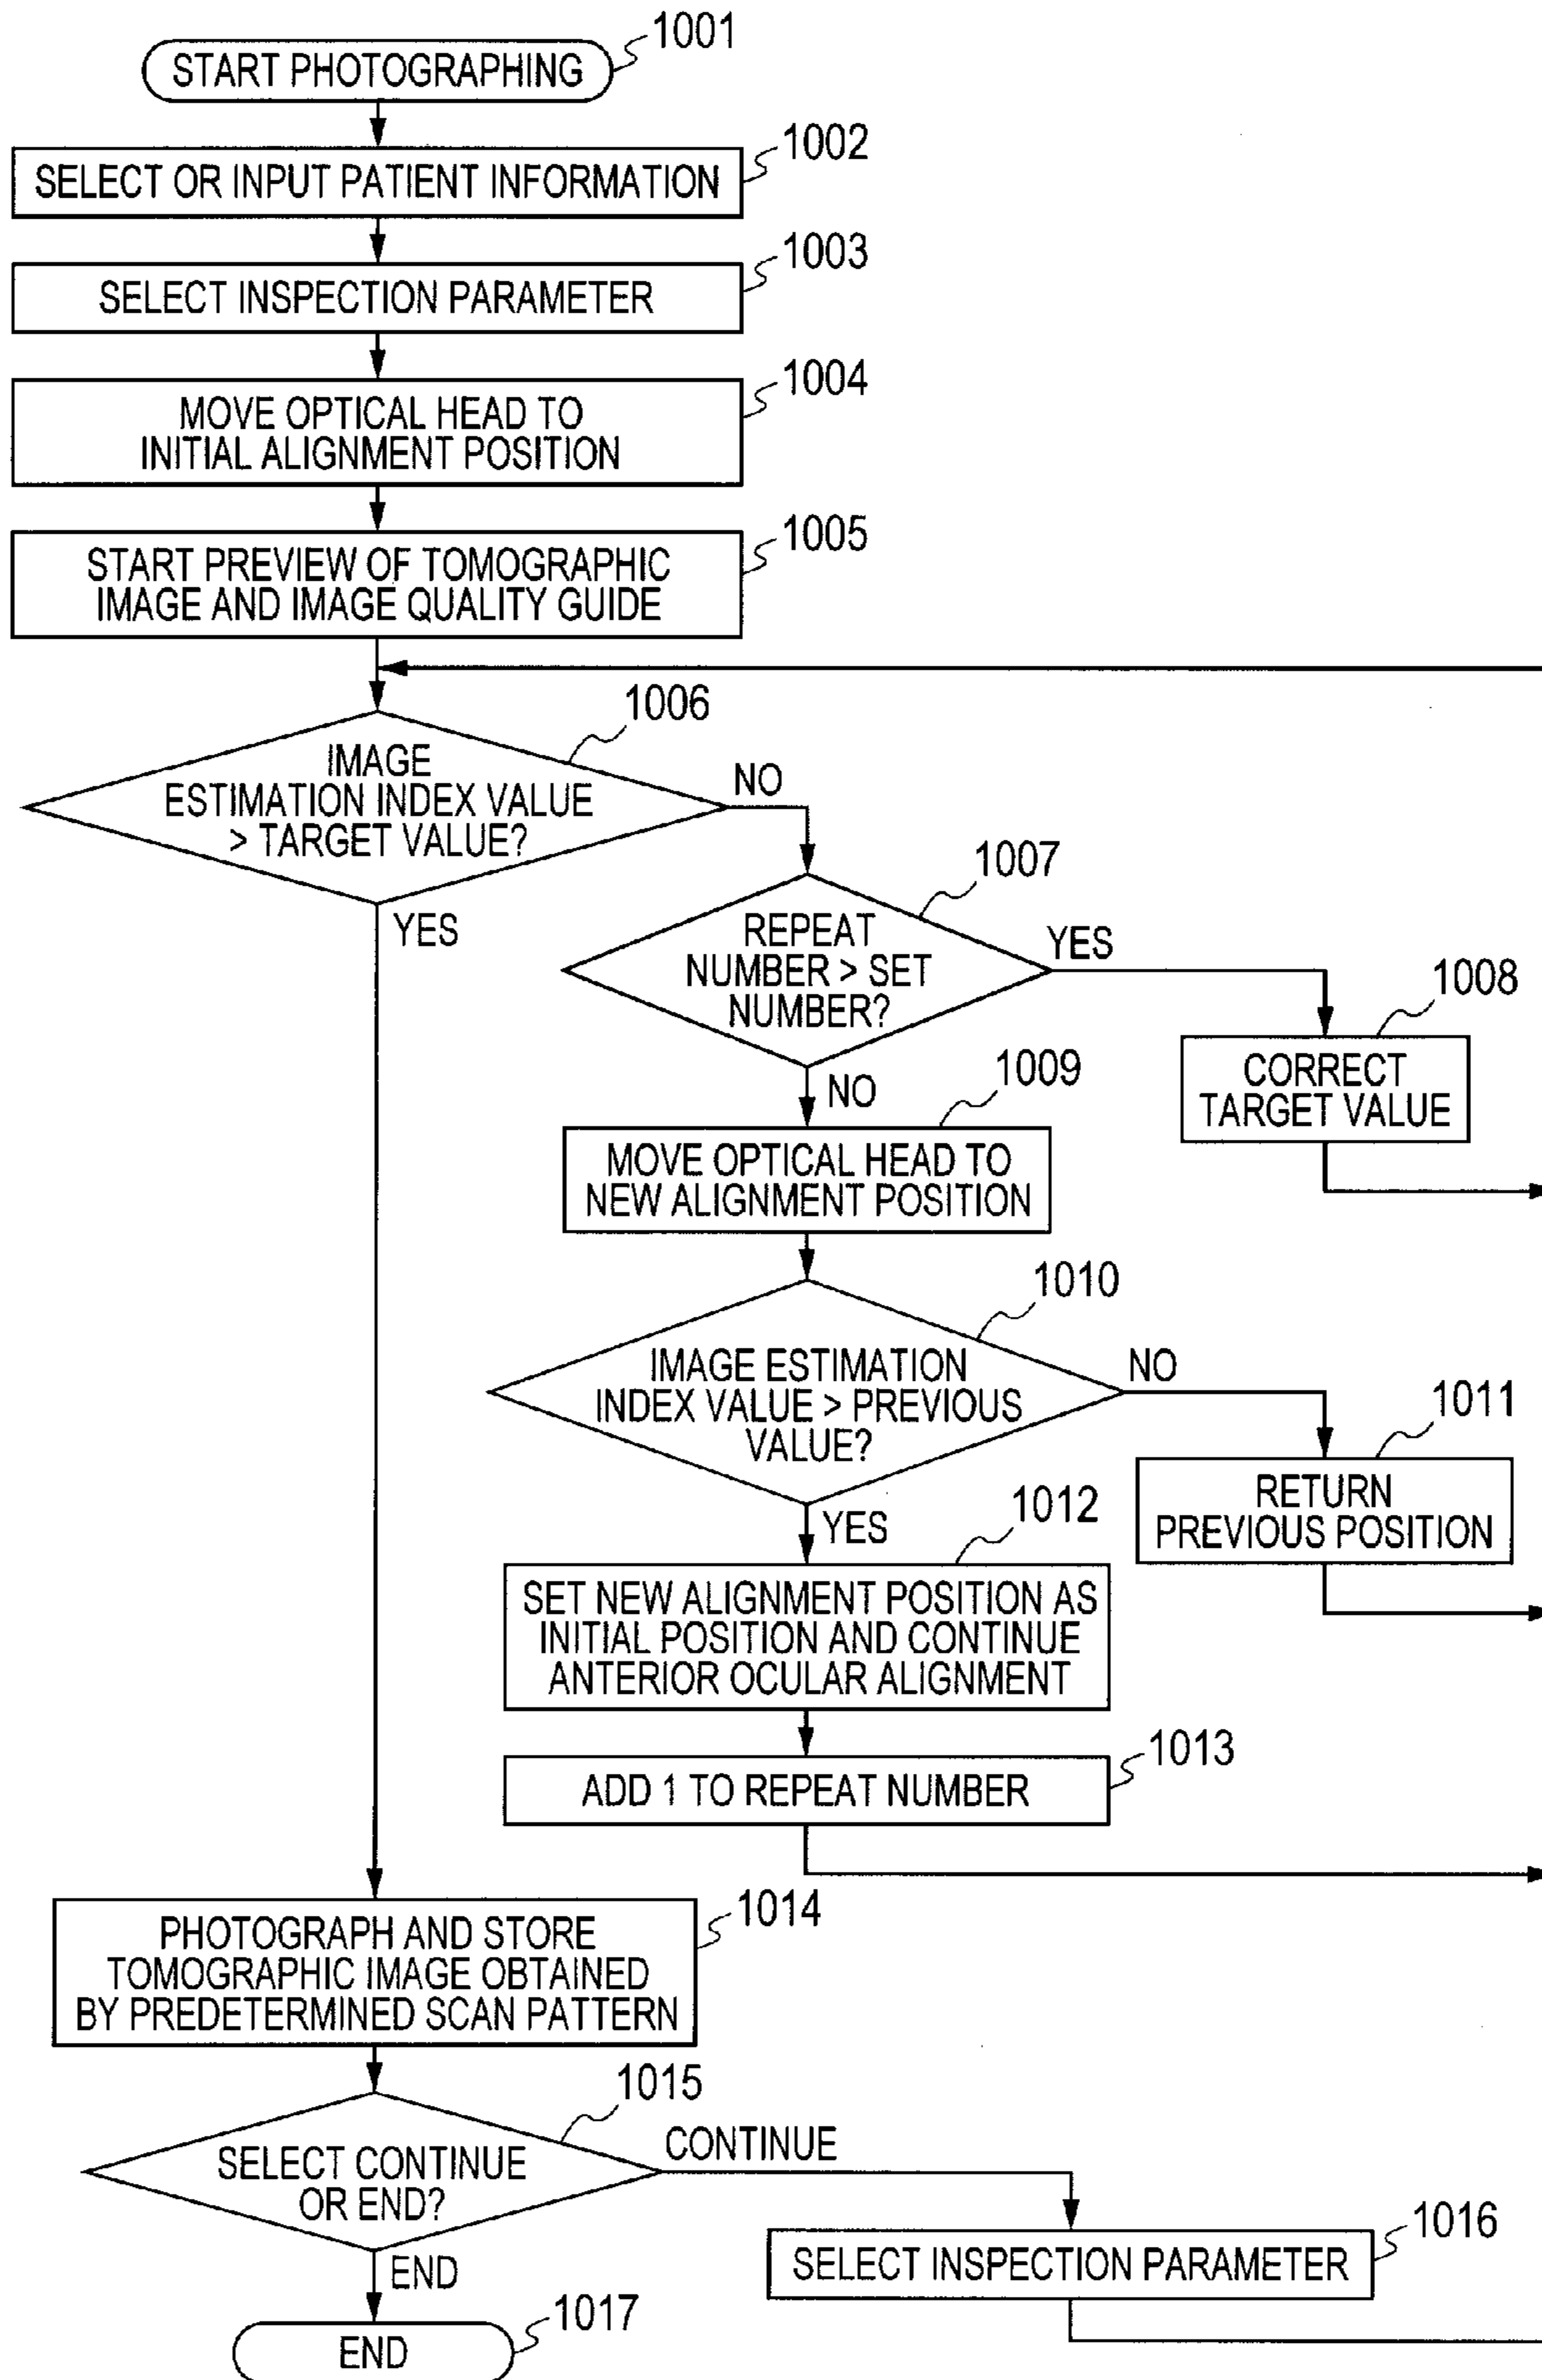 1001
START PHOTOGRAPHING
1002
SELECT OR INPUT PATIENT INFORMATION
1003
SELECT INSPECTION PARAMETER
1004
MOVE OPTICAL HEAD TO
INITIAL ALIGNMENT POSITION
1005
START PREVIEW OF TOMOGRAPHIC
IMAGE AND IMAGE QUALITY GUIDE
1006
IMAGE
ESTIMATION INDEX VALUE
> TARGET VALUE?
NO
YES
1007
REPEAT
NUMBER > SET
NUMBER?
YES
NO
1008
CORRECT
TARGET VALUE
1009
MOVE OPTICAL HEAD TO
NEW ALIGNMENT POSITION
1010
IMAGE ESTIMATION
INDEX VALUE > PREVIOUS
VALUE?
NO
YES
1011
RETURN
PREVIOUS POSITION
1012
SET NEW ALIGNMENT POSITION AS
INITIAL POSITION AND CONTINUE
ANTERIOR OCULAR ALIGNMENT
1013
ADD 1 TO REPEAT NUMBER
1014
PHOTOGRAPH AND STORE
TOMOGRAPHIC IMAGE OBTAINED
BY PREDETERMINED SCAN PATTERN
1015
SELECT CONTINUE
OR END?
CONTINUE
END
1016
SELECT INSPECTION PARAMETER
1017
END